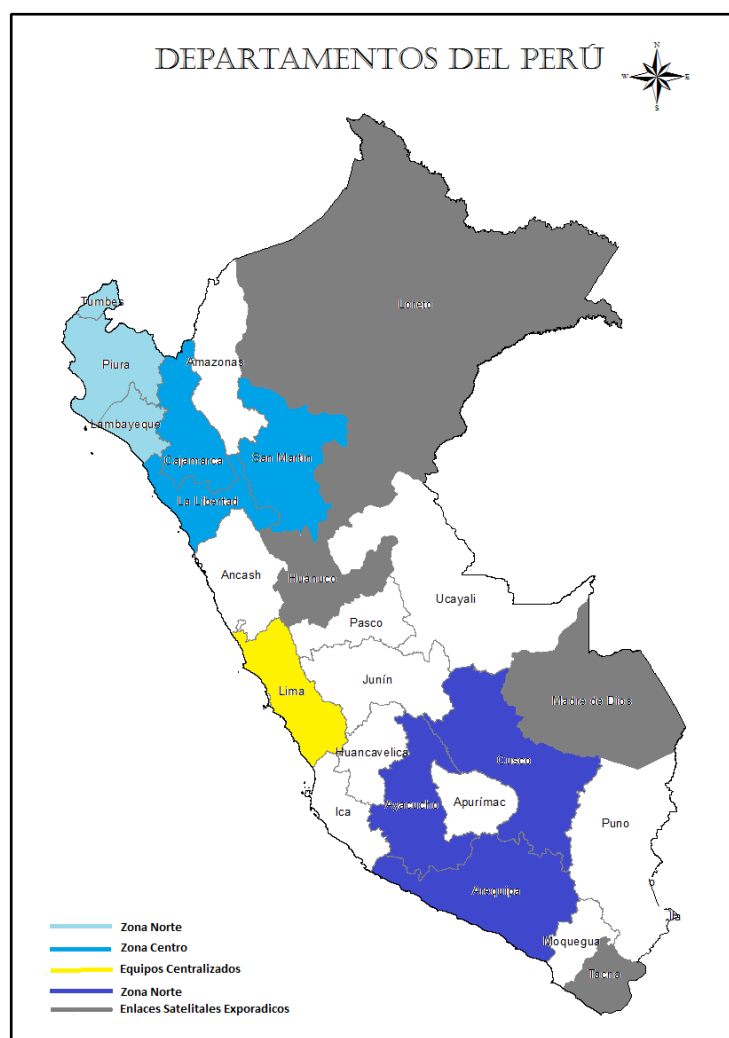 DEPARTAMENTOS DEL PERÚ
N
W E
S
Loreto
Tumbes
Piura
Amazonas
Lambayeque
Cajamarca
San Martin
La Libertad
Ancash
Huanuco
Ucayali
Pasco
Junín
Lima
Madre de Dios
Huancavelica
Cusco
Ayacucho
Apurímac
Ica
Puno
Arequipa
Moquegua
Tacna
Zona Norte
Zona Centro
Equipos Centralizados
Zona Norte
Enlaces Satelitales Exporadicos